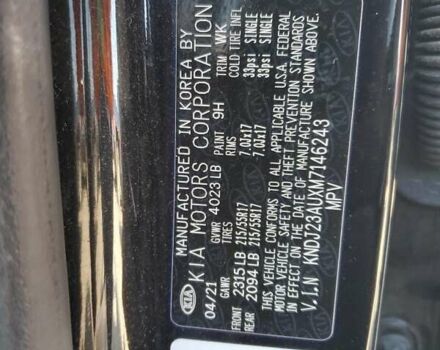 KIA MANUFACTURED IN KOREA BY
KIA MOTORS CORPORATION
04/21 GVWR 4023 LB PAINT 9H TRIM WK
GAWR TIRES RIMS COLD TIRE INFL
FRONT 2315 LB 215/55R17 7.0Jx17 33psi SINGLE
REAR 2094 LB 215/55R17 7.0Jx17 33psi SINGLE
THIS VEHICLE CONFORMS TO ALL APPLICABLE U.S.A. FEDERAL
MOTOR VEHICLE SAFETY AND THEFT PREVENTION STANDARDS
IN EFFECT ON THE DATE OF MANUFACTURE SHOWN ABOVE.
V.I.N KNDJ23AUXM7146243
MPV